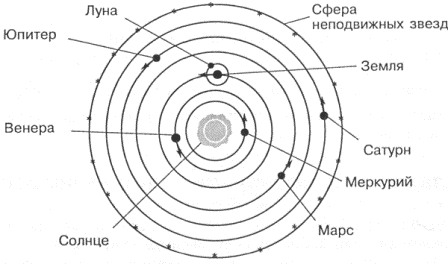 Луна
Сфера
неподвижных звезд
Юпитер
Земля
Венера
Сатурн
Меркурий
Марс
Солнце